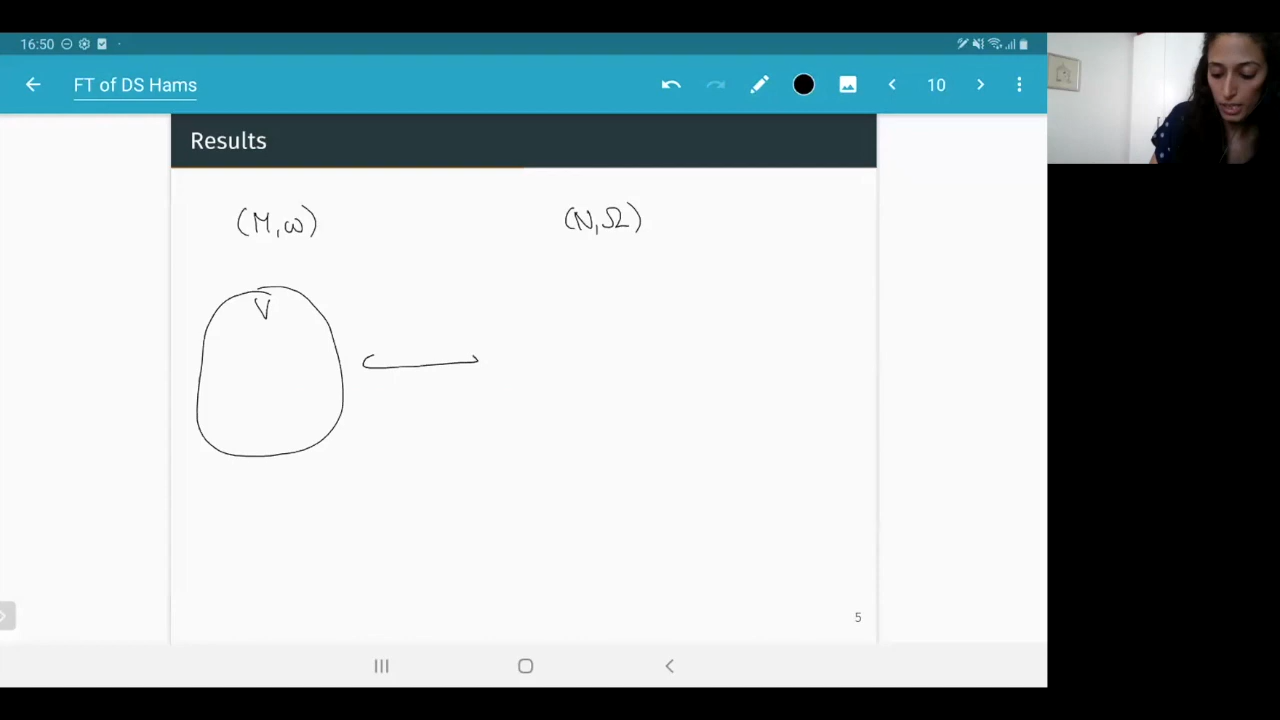 16:50
FT of DS Hams
10
Results
(M,ω) (N,Ω)
V
5